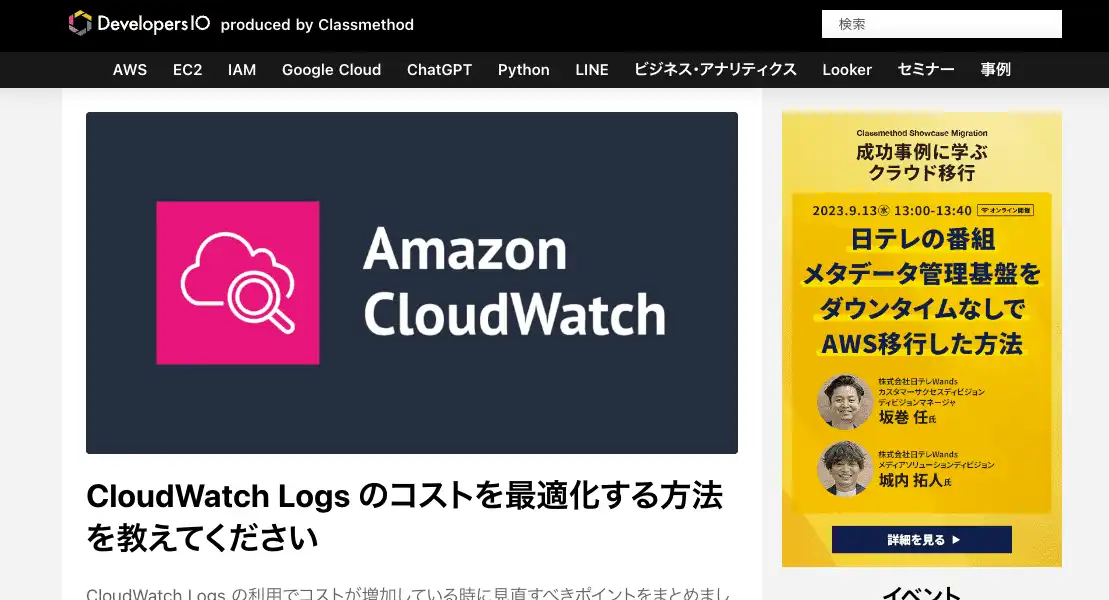 DevelopersIO produced by Classmethod
検索
AWS EC2 IAM Google Cloud ChatGPT Python LINE ビジネス・アナリティクス Looker セミナー 事例
Amazon
CloudWatch
CloudWatch Logs のコストを最適化する方法
を教えてください
CloudWatch Logs の利用でコストが増加している時に見直すべきポイントをまとめまし
Classmethod Showcase Migration
成功事例に学ぶ
クラウド移行
2023.9.13水 13:00-13:40 オンライン開催
日テレの番組
メタデータ管理基盤を
ダウンタイムなしで
AWS移行した方法
株式会社日テレWands
カスタマーサクセスディビジョン
ディビジョンマネージャ
坂巻 任氏
株式会社日テレWands
メディアソリューションディビジョン
城内 拓人氏
詳細を見る ▶
イベント